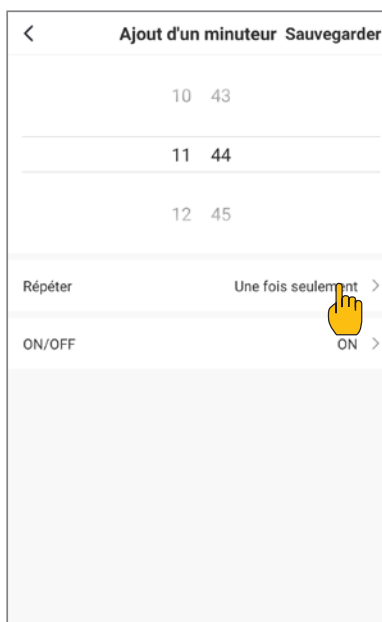 Ajout d'un minuteur Sauvegarder
10 43
11 44
12 45
Répéter Une fois seulement
ON/OFF ON